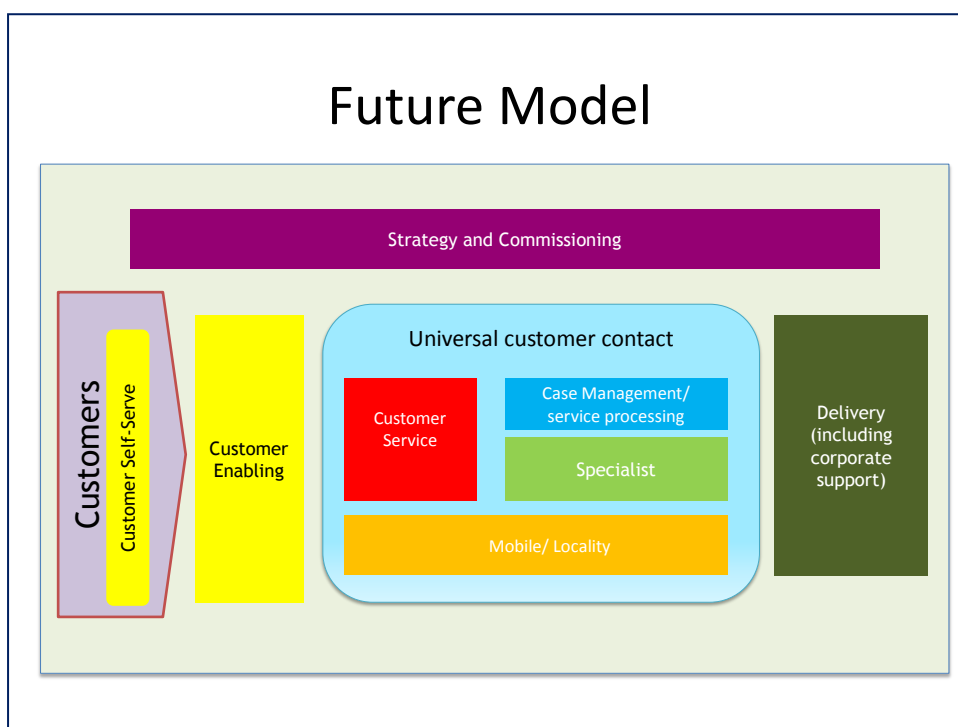 Future Model
Strategy and Commissioning
Customers
Customer Self-Serve
Customer
Enabling
Universal customer contact
Customer
Service
Case Management/
service processing
Specialist
Mobile/ Locality
Delivery
(including
corporate
support)